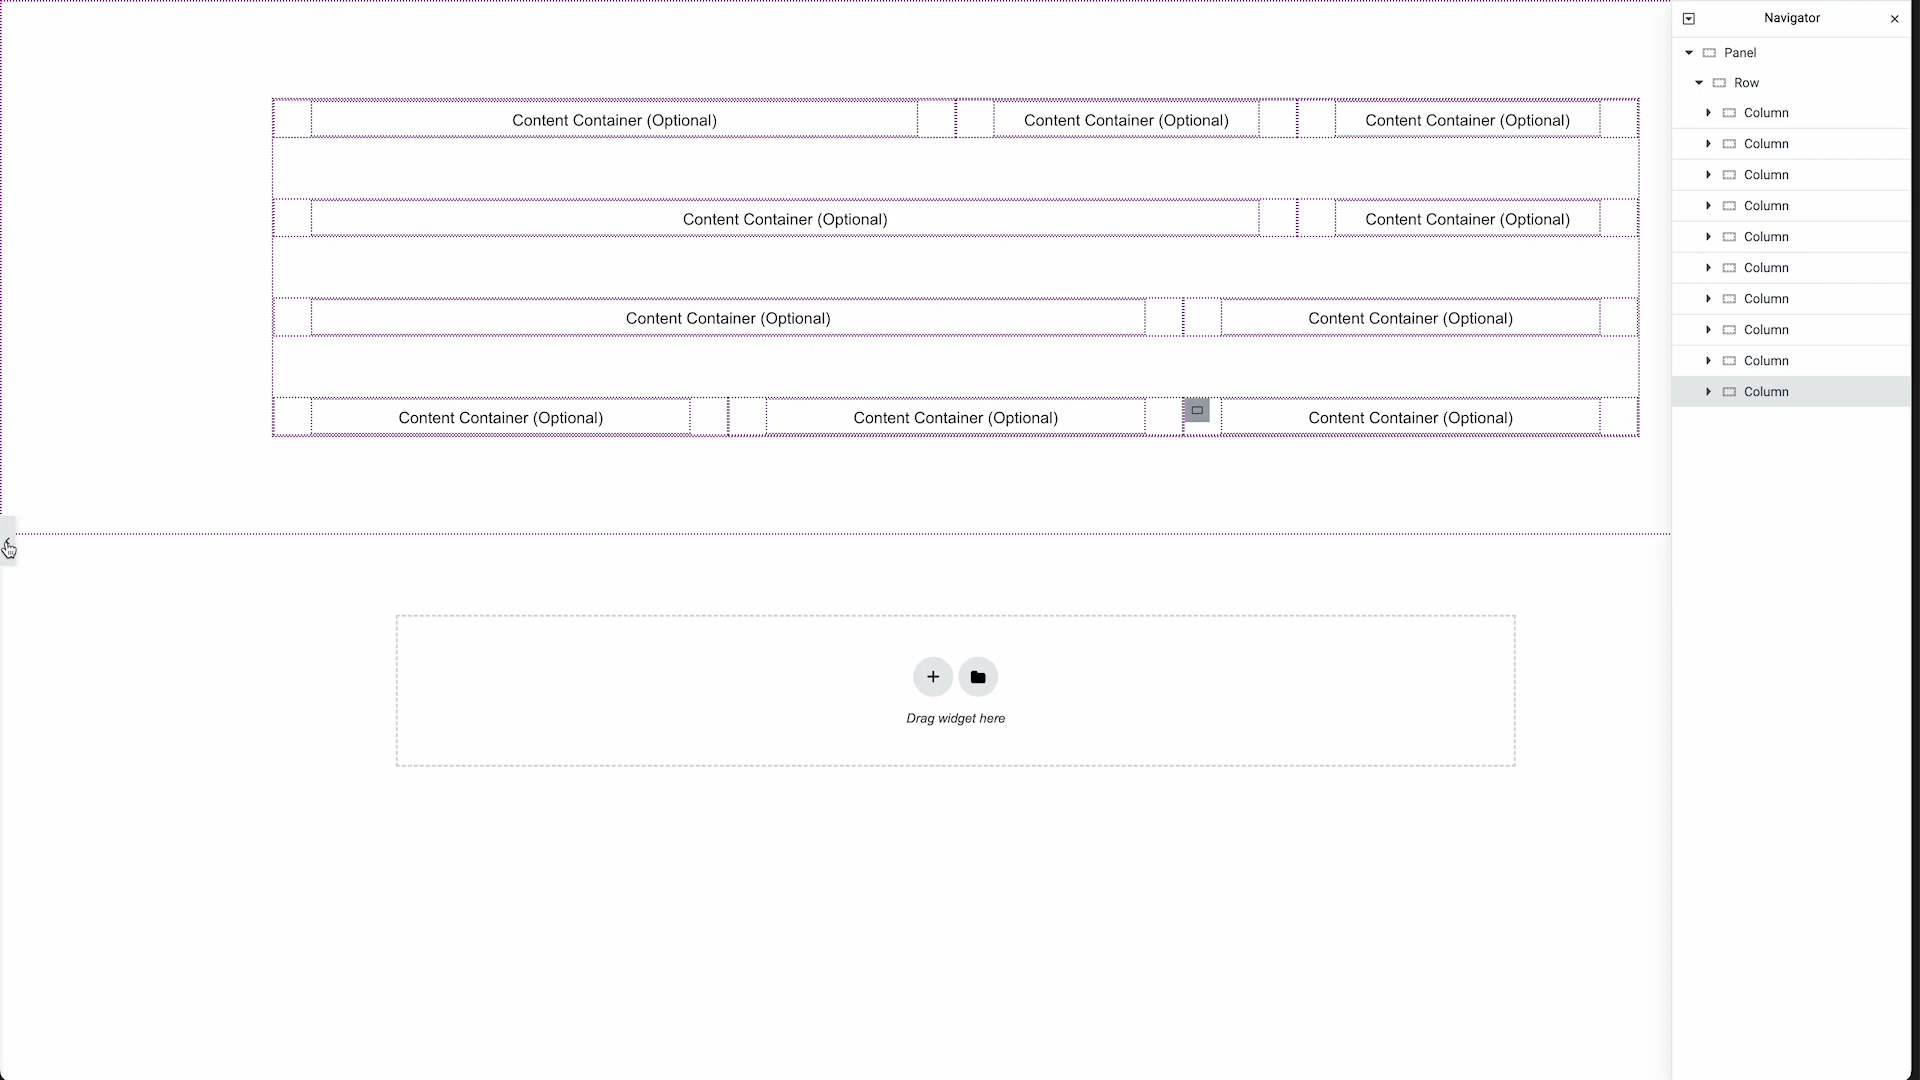 Navigator
Panel
Row
Column
Column
Column
Column
Column
Column
Column
Column
Column
Column
Content Container (Optional) Content Container (Optional) Content Container (Optional)
Content Container (Optional) Content Container (Optional)
Content Container (Optional) Content Container (Optional)
Content Container (Optional) Content Container (Optional) Content Container (Optional)
Drag widget here